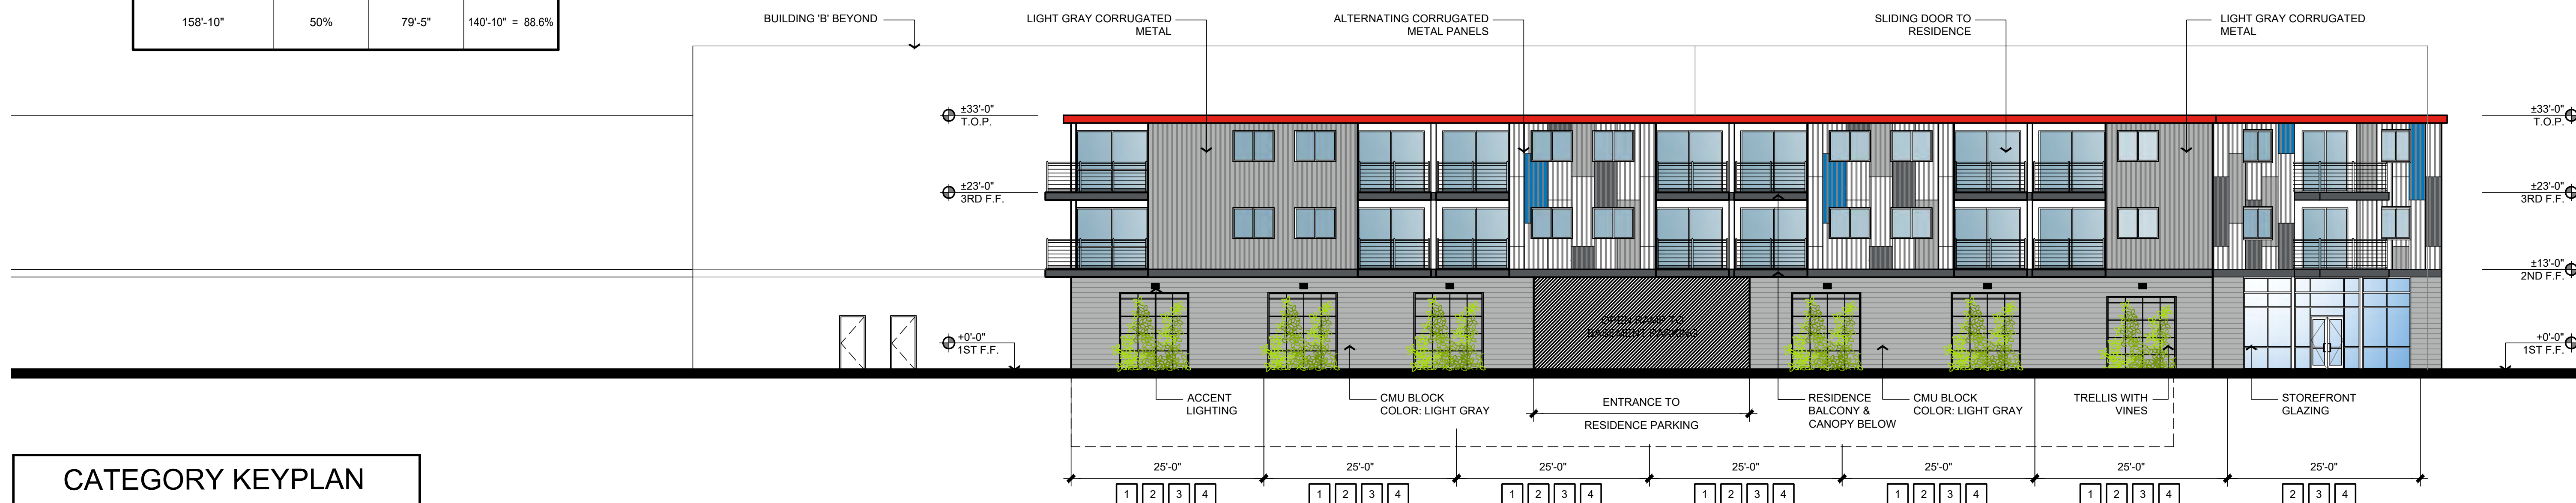 158'-10" 50% 79'-5" 140'-10" = 88.6%
BUILDING 'B' BEYOND
LIGHT GRAY CORRUGATED
METAL
ALTERNATING CORRUGATED
METAL PANELS
SLIDING DOOR TO
RESIDENCE
LIGHT GRAY CORRUGATED
METAL
±33'-0"
T.O.P.
±33'-0"
T.O.P.
±23'-0"
3RD F.F.
±23'-0"
3RD F.F.
±13'-0"
2ND F.F.
OPEN RAMP TO
BASEMENT PARKING
+0'-0"
1ST F.F.
+0'-0"
1ST F.F.
ACCENT
LIGHTING
CMU BLOCK
COLOR: LIGHT GRAY
ENTRANCE TO
RESIDENCE PARKING
RESIDENCE
BALCONY &
CANOPY BELOW
CMU BLOCK
COLOR: LIGHT GRAY
TRELLIS WITH
VINES
STOREFRONT
GLAZING
CATEGORY KEYPLAN
25'-0" 25'-0" 25'-0" 25'-0" 25'-0" 25'-0" 25'-0"
1 2 3 4 1 2 3 4 1 2 3 4 1 2 3 4 1 2 3 4 1 2 3 4 2 3 4